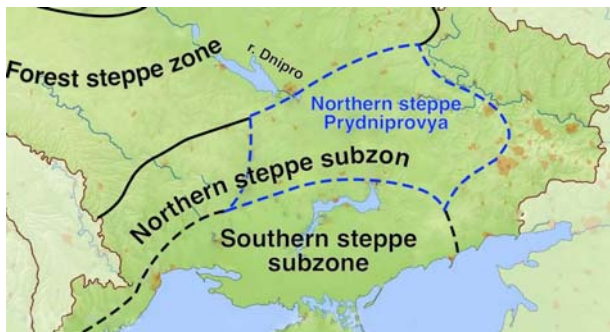 Forest steppe zone
r. Dnipro
Northern steppe
Prydniprovya
Northern steppe subzon
Southern steppe
subzone